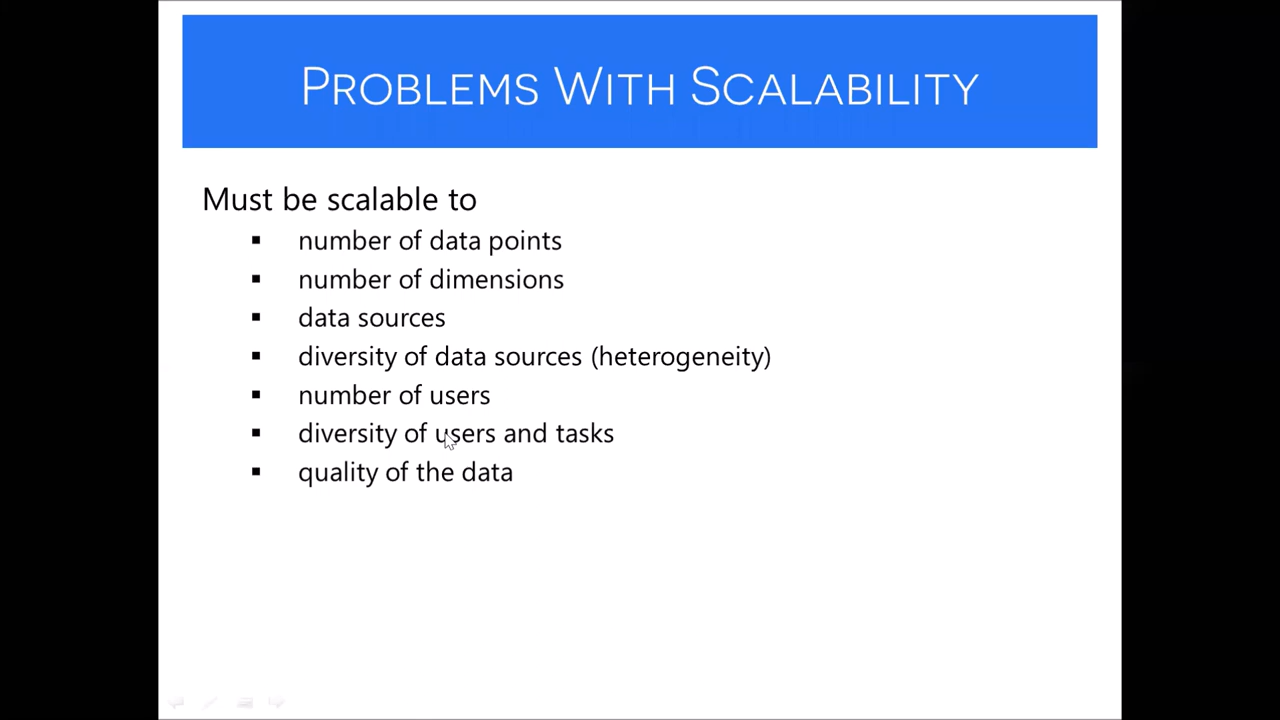 PROBLEMS WITH SCALABILITY
Must be scalable to
▪ number of data points
▪ number of dimensions
▪ data sources
▪ diversity of data sources (heterogeneity)
▪ number of users
▪ diversity of users and tasks
▪ quality of the data